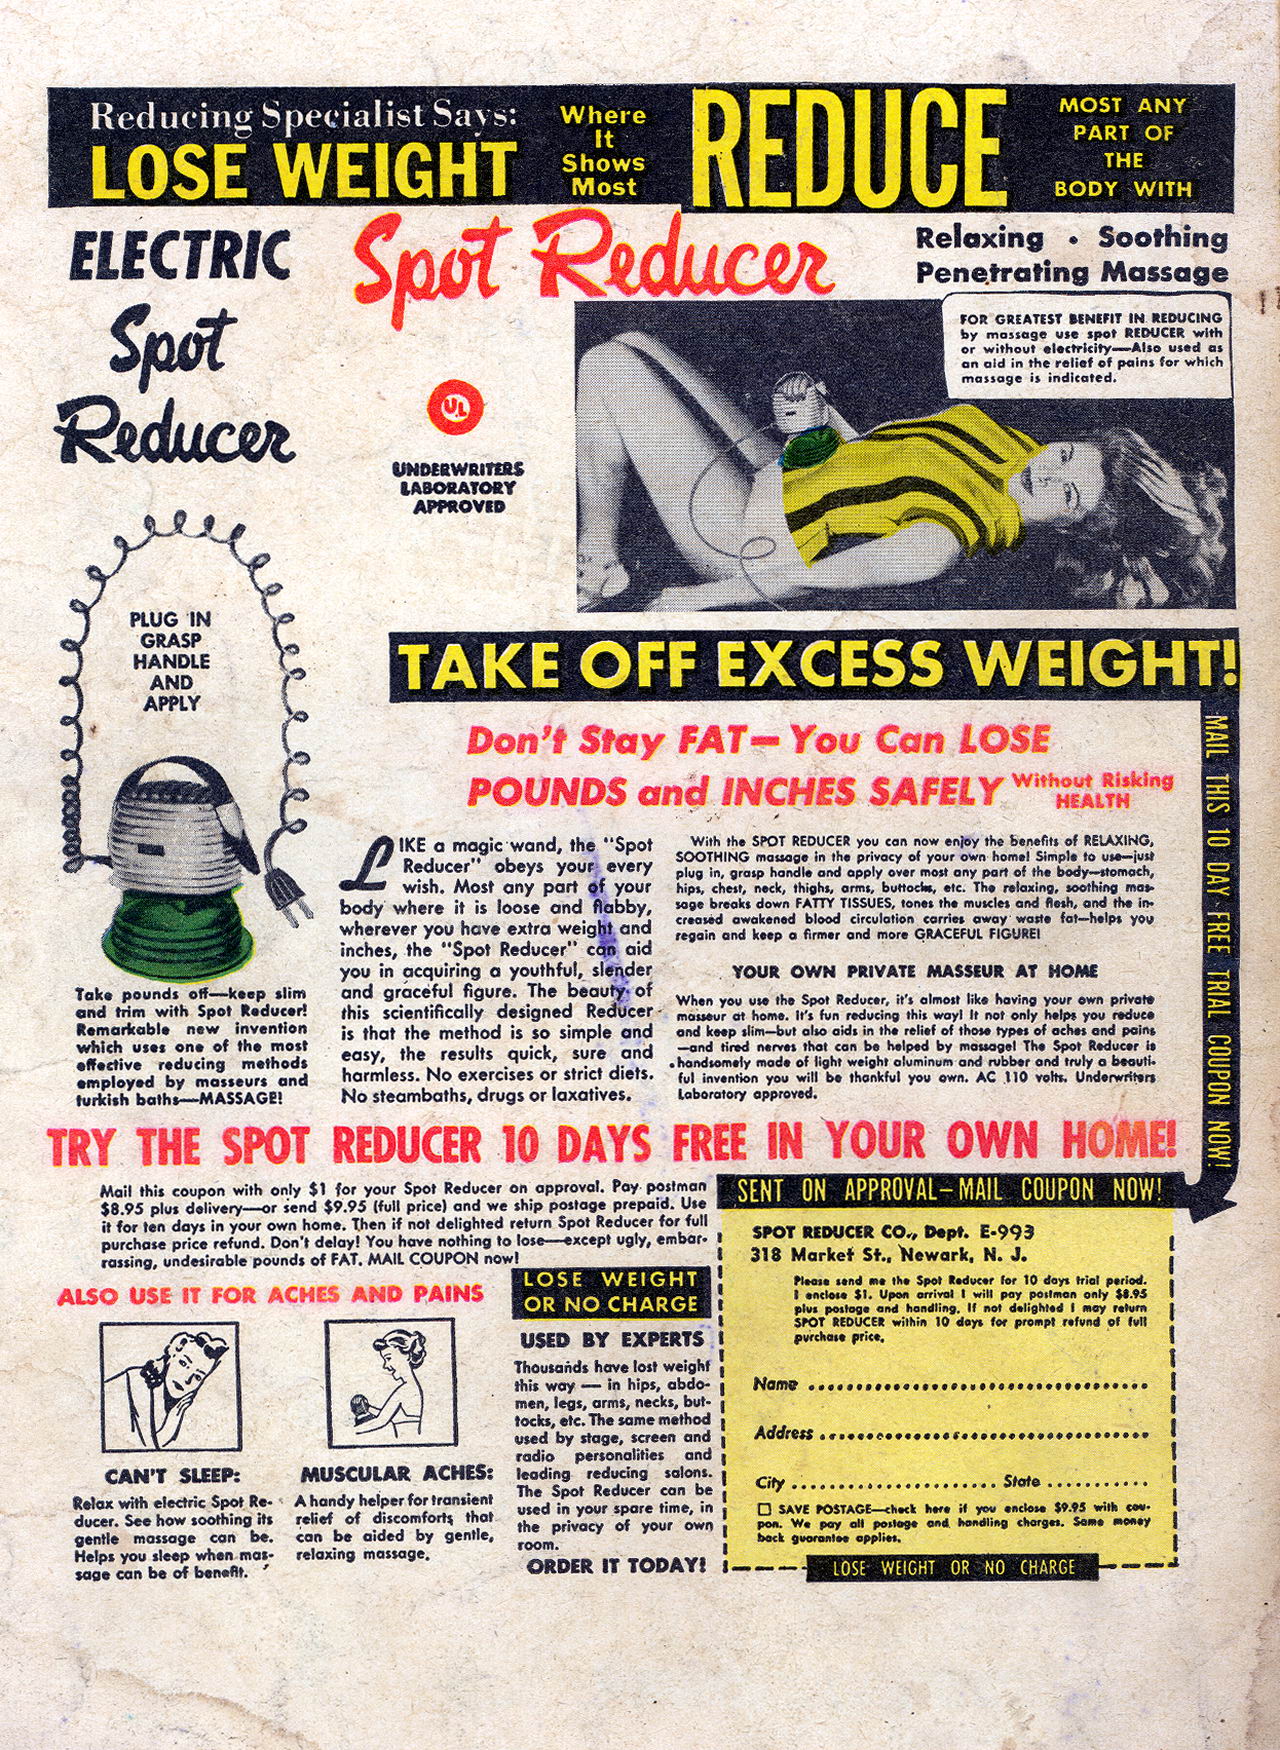 Reducing Specialist Says:
LOSE WEIGHT
Where
It
Shows
Most
REDUCE
MOST ANY
PART OF
THE
BODY WITH
ELECTRIC
Spot
Reducer
Spot Reducer
Relaxing • Soothing
Penetrating Massage
UL
UNDERWRITERS
LABORATORY
APPROVED
FOR GREATEST BENEFIT IN REDUCING
by massage use spot REDUCER with
or without electricity—Also used as
an aid in the relief of pains for which
massage is indicated.
PLUG IN
GRASP
HANDLE
AND
APPLY
TAKE OFF EXCESS WEIGHT!
Don't Stay FAT— You Can LOSE
POUNDS and INCHES SAFELY Without Risking
HEALTH
MAIL THIS 10 DAY FREE TRIAL COUPON NOW!
Take pounds off—keep slim
and trim with Spot Reducer!
Remarkable new invention
which uses one of the most
effective reducing methods
employed by masseurs and
turkish baths—MASSAGE!
LIKE a magic wand, the "Spot
Reducer" obeys your every
wish. Most any part of your
body where it is loose and flabby,
wherever you have extra weight and
inches, the "Spot Reducer" can aid
you in acquiring a youthful, slender
and graceful figure. The beauty of
this scientifically designed Reducer
is that the method is so simple and
easy, the results quick, sure and
harmless. No exercises or strict diets.
No steambaths, drugs or laxatives.
With the SPOT REDUCER you can now enjoy the benefits of RELAXING,
SOOTHING massage in the privacy of your own home! Simple to use—just
plug in, grasp handle and apply over most any part of the body—stomach,
hips, chest, neck, thighs, arms, buttocks, etc. The relaxing, soothing mas-
sage breaks down FATTY TISSUES, tones the muscles and flesh, and the in-
creased awakened blood circulation carries away waste fat—helps you
regain and keep a firmer and more GRACEFUL FIGURE!
YOUR OWN PRIVATE MASSEUR AT HOME
When you use the Spot Reducer, it's almost like having your own private
masseur at home. It's fun reducing this way! It not only helps you reduce
and keep slim—but also aids in the relief of those types of aches and pains
—and tired nerves that can be helped by massage! The Spot Reducer is
handsomely made of light weight aluminum and rubber and truly a beauti-
ful invention you will be thankful you own. AC 110 volts. Underwriters
Laboratory approved.
TRY THE SPOT REDUCER 10 DAYS FREE IN YOUR OWN HOME!
Mail this coupon with only $1 for your Spot Reducer on approval. Pay postman
$8.95 plus delivery—or send $9.95 (full price) and we ship postage prepaid. Use
it for ten days in your own home. Then if not delighted return Spot Reducer for full
purchase price refund. Don't delay! You have nothing to lose—except ugly, embar-
rassing, undesirable pounds of FAT. MAIL COUPON now!
ALSO USE IT FOR ACHES AND PAINS
CAN'T SLEEP:
Relax with electric Spot Re-
ducer. See how soothing its
gentle massage can be.
Helps you sleep when mas-
sage can be of benefit.
MUSCULAR ACHES:
A handy helper for transient
relief of discomforts that
can be aided by gentle,
relaxing massage.
LOSE WEIGHT
OR NO CHARGE
USED BY EXPERTS
Thousands have lost weight
this way — in hips, abdo-
men, legs, arms, necks, but-
tocks, etc. The same method
used by stage, screen and
radio personalities and
leading reducing salons.
The Spot Reducer can be
used in your spare time, in
the privacy of your own
room.
ORDER IT TODAY!
SENT ON APPROVAL—MAIL COUPON NOW!
SPOT REDUCER CO., Dept. E-993
318 Market St., Newark, N. J.
Please send me the Spot Reducer for 10 days trial period.
I enclose $1. Upon arrival I will pay postman only $8.95
plus postage and handling. If not delighted I may return
SPOT REDUCER within 10 days for prompt refund of full
purchase price.
Name
Address
City State
SAVE POSTAGE—check here if you enclose $9.95 with cou-
pon. We pay all postage and handling charges. Same money
back guarantee applies.
LOSE WEIGHT OR NO CHARGE